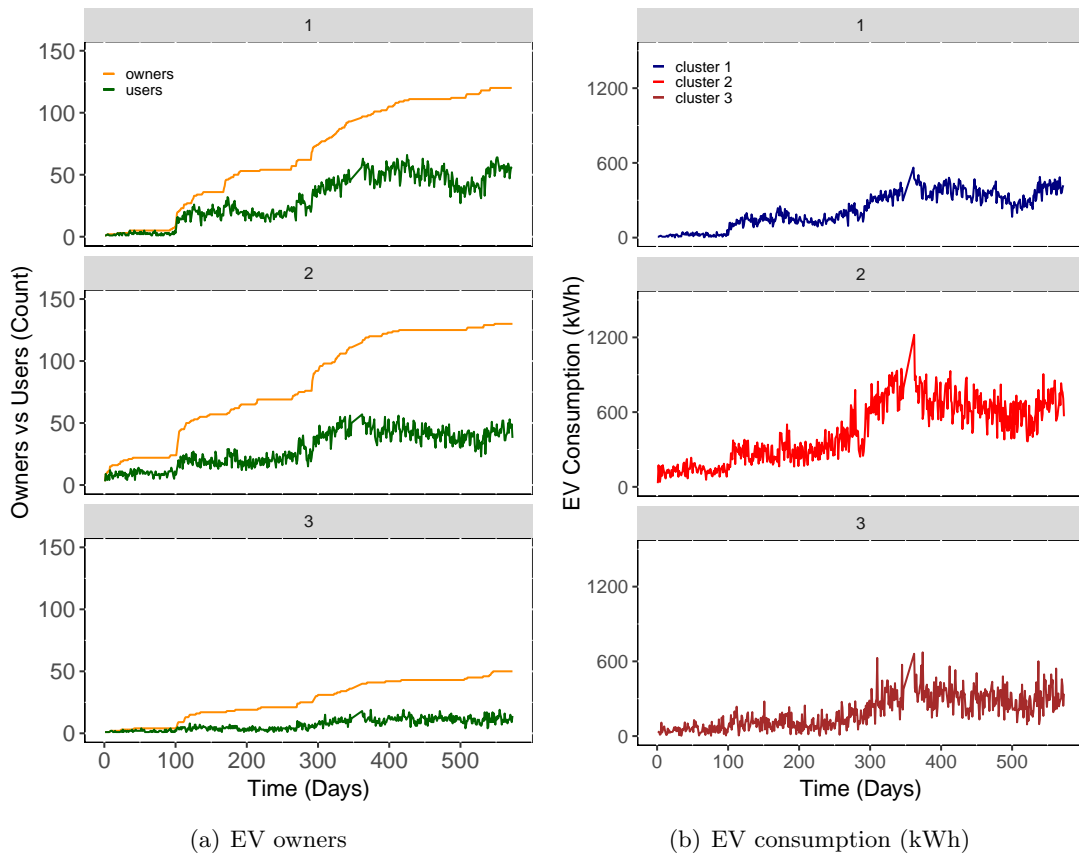 1
150
100
50
0
owners
users
2
150
100
50
0
3
150
100
50
0
0 100 200 300 400 500
Owners vs Users (Count)
Time (Days)
(a) EV owners
1
1200
600
0
cluster 1
cluster 2
cluster 3
2
1200
600
0
3
1200
600
0
0 100 200 300 400 500
EV Consumption (kWh)
Time (Days)
(b) EV consumption (kWh)